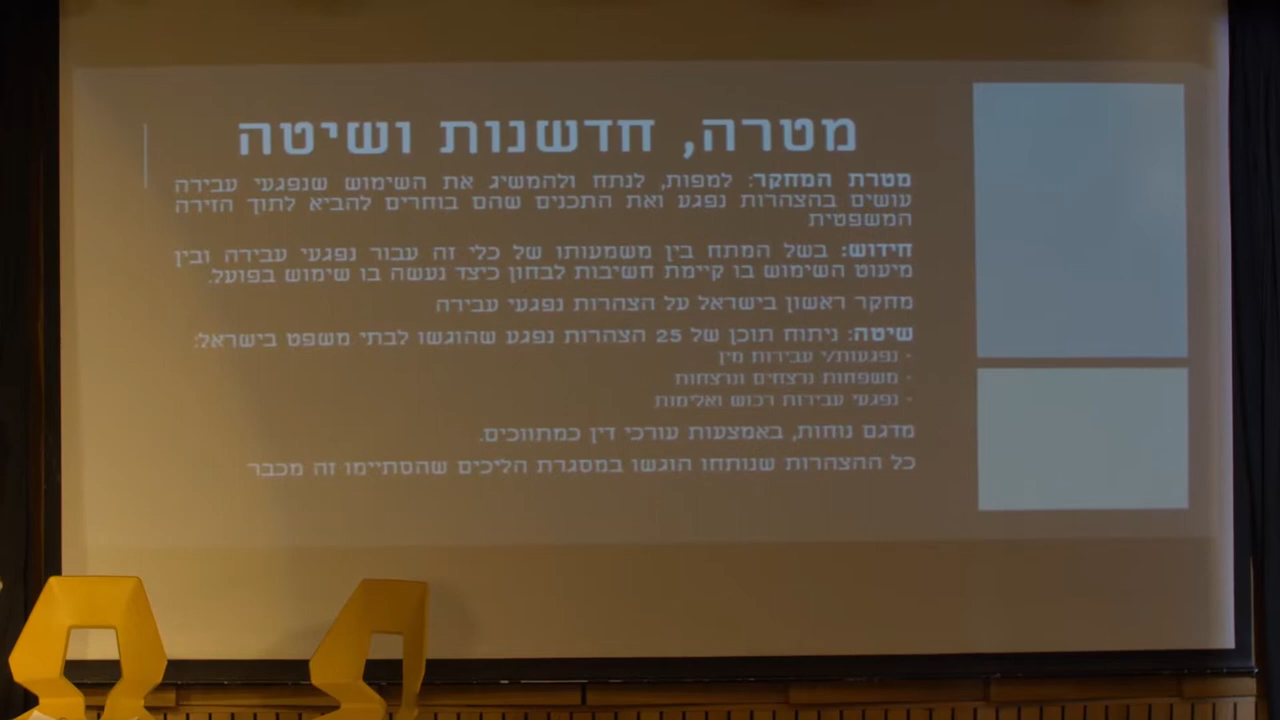 מטרה, חדשנות ושיטה
מטרת המחקר: למפות, לנתח ולהמשיג את השימוש שנפגעי עבירה
עושים בהצהרות נפגע ואת התכנים שהם בוחרים להביא לתוך הזירה
המשפטית
חידוש: בשל המתח בין משמעותו של כלי זה עבור נפגעי עבירה ובין
מיעוט השימוש בו קיימת חשיבות לבחון כיצד נעשה בו שימוש בפועל.
מחקר ראשון בישראל על הצהרות נפגעי עבירה
שיטה: ניתוח תוכן של 25 הצהרות נפגע שהוגשו לבתי משפט בישראל:
- נפגעות/י עבירות מין
- משפחות נרצחים ונרצחות
- נפגעי עבירות רכוש ואלימות
מדגם נוחות, באמצעות עורכי דין כמתווכים.
כל ההצהרות שנותחו הוגשו במסגרת הליכים שהסתיימו זה מכבר